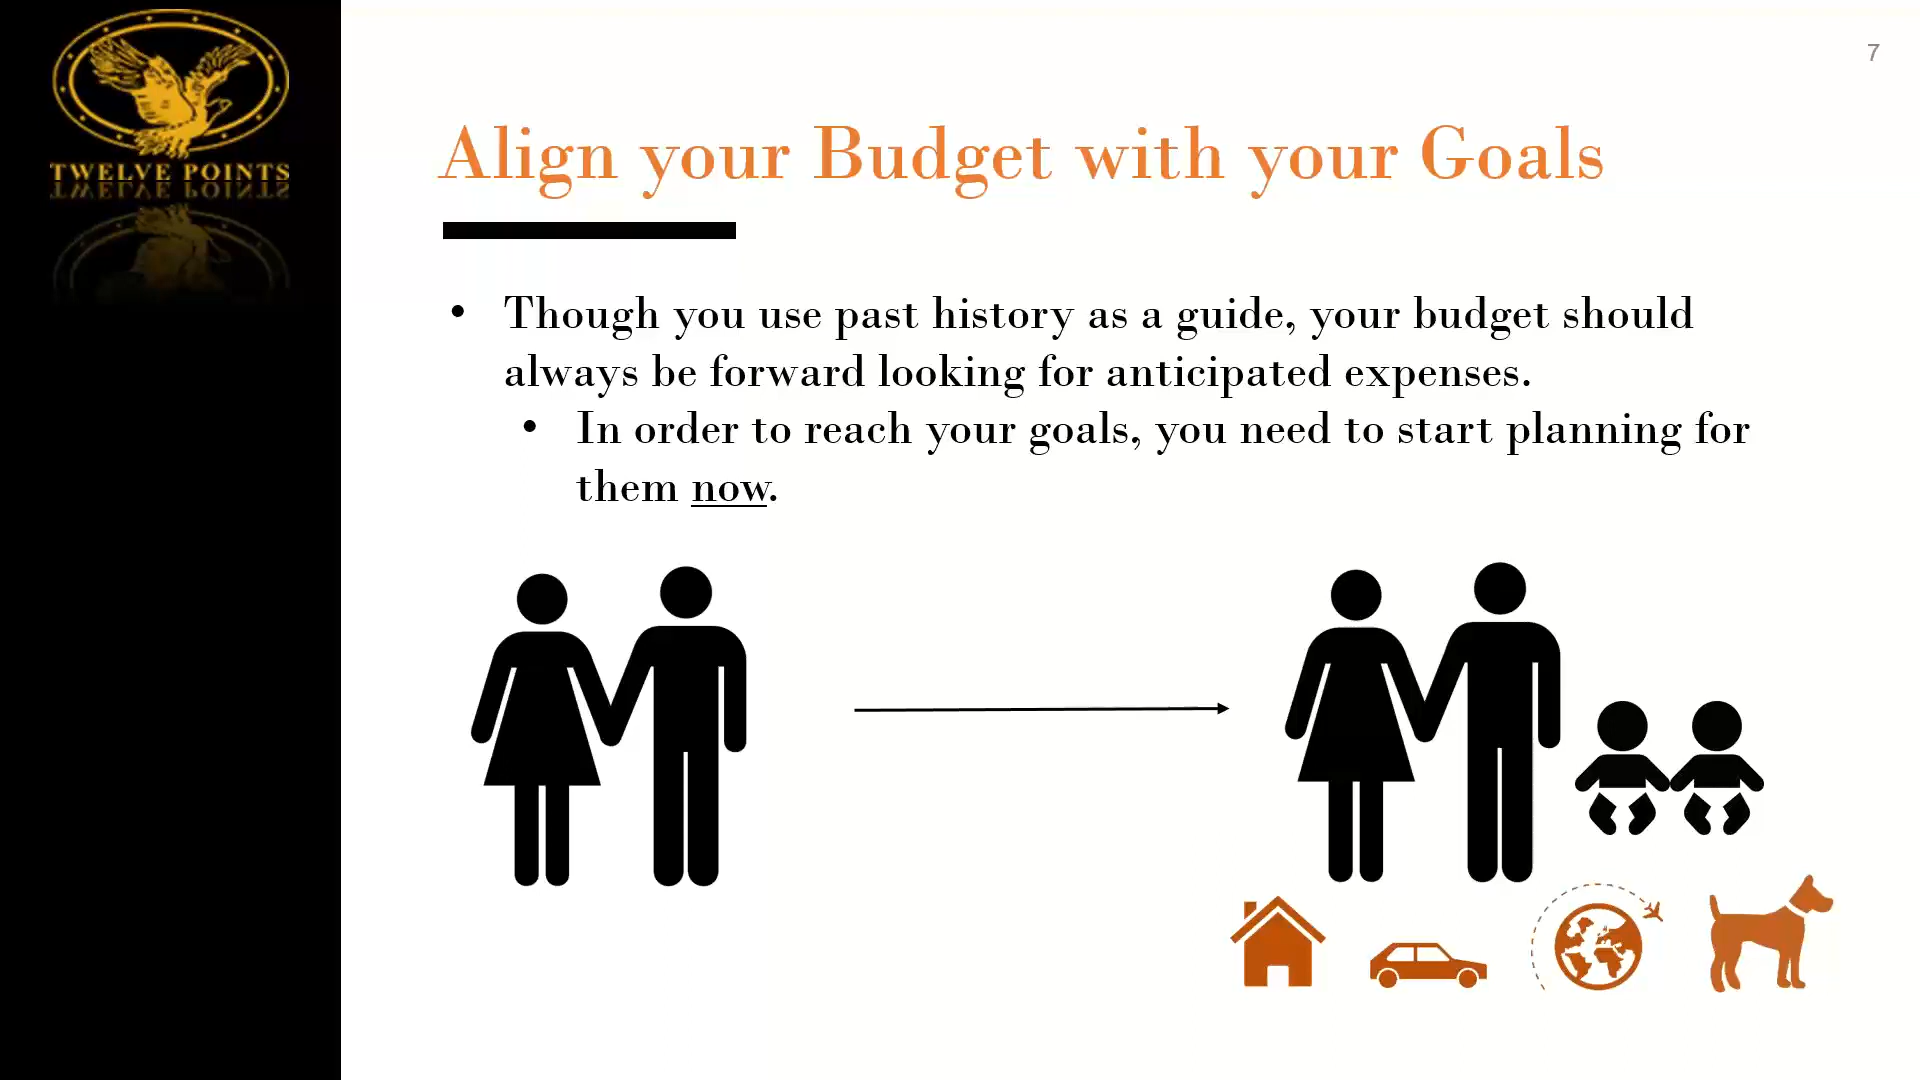 TWELVE POINTS
7
Align your Budget with your Goals
• Though you use past history as a guide, your budget should
always be forward looking for anticipated expenses.
• In order to reach your goals, you need to start planning for
them now.